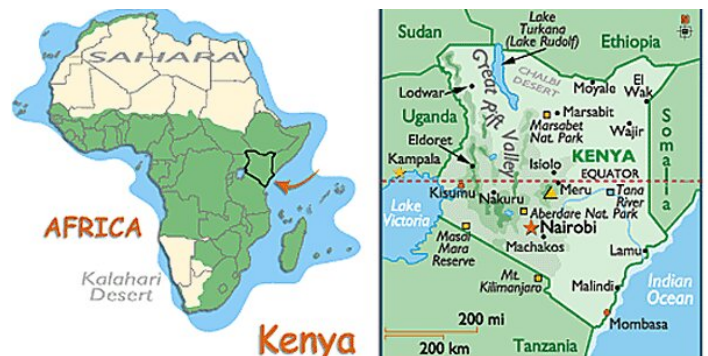 SAHARA
AFRICA
Kalahari
Desert
Kenya
Sudan
Lake
Turkana
(Lake Rudolf)
N
Ethiopia
Great Rift Valley
CHALBI
DESERT
Lodwar
Moyale
El
Wak
Uganda
Marsabit
Marsabet
Nat. Park
Wajir
Somalia
Eldoret
KENYA
Kampala
Isiolo
EQUATOR
Kisumu
Nakuru
Meru
Tana
River
Lake
Victoria
Aberdare Nat. Park
Nairobi
Masai
Mara
Reserve
Machakos
Lamu
Mt.
Kilimanjaro
Malindi
Indian
Ocean
200 mi
Mombasa
200 km
Tanzania